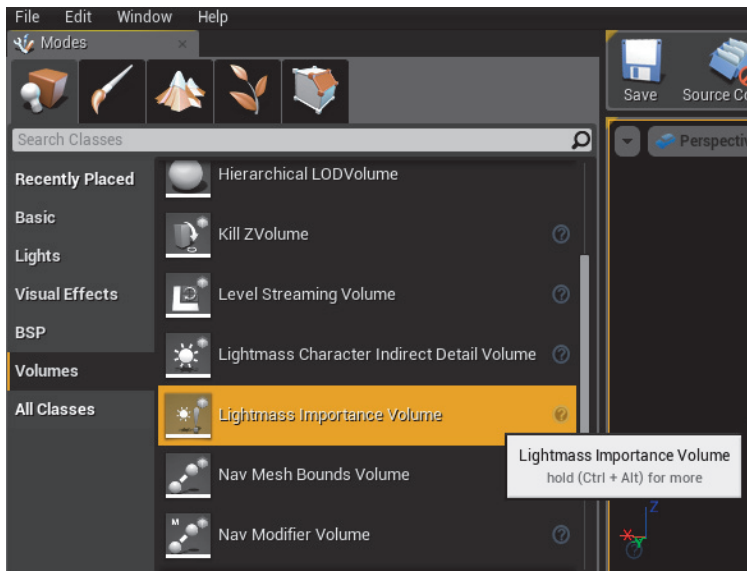 File Edit Window Help
Modes
Save Source Co
Search Classes
Perspectiv
Recently Placed
Basic
Lights
Visual Effects
BSP
Volumes
All Classes
Hierarchical LODVolume
Kill ZVolume
Level Streaming Volume
Lightmass Character Indirect Detail Volume
Lightmass Importance Volume
Nav Mesh Bounds Volume
M
Nav Modifier Volume
Lightmass Importance Volume
hold (Ctrl + Alt) for more
Z
X
Y